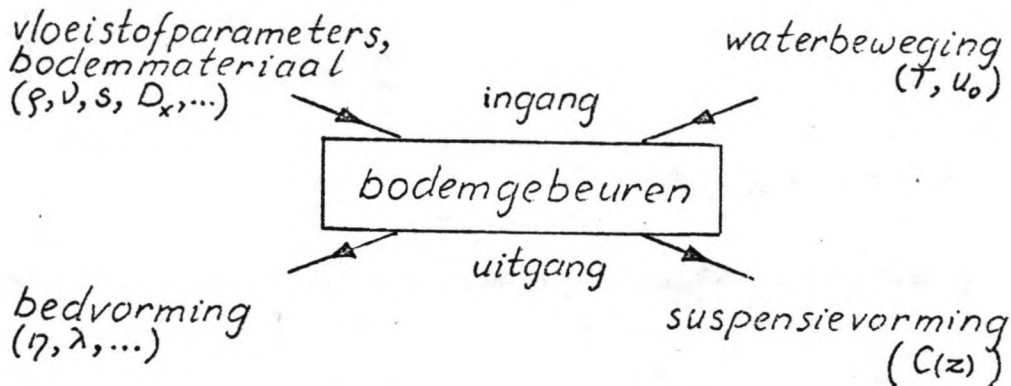 vloeistofparameters,
bodemmateriaal
(ρ, ν, s, Dₓ,...)
waterbeweging
(T, u₀)
ingang
bodemgebeuren
uitgang
bedvorming
(η, λ,...)
suspensievorming
(C(z))